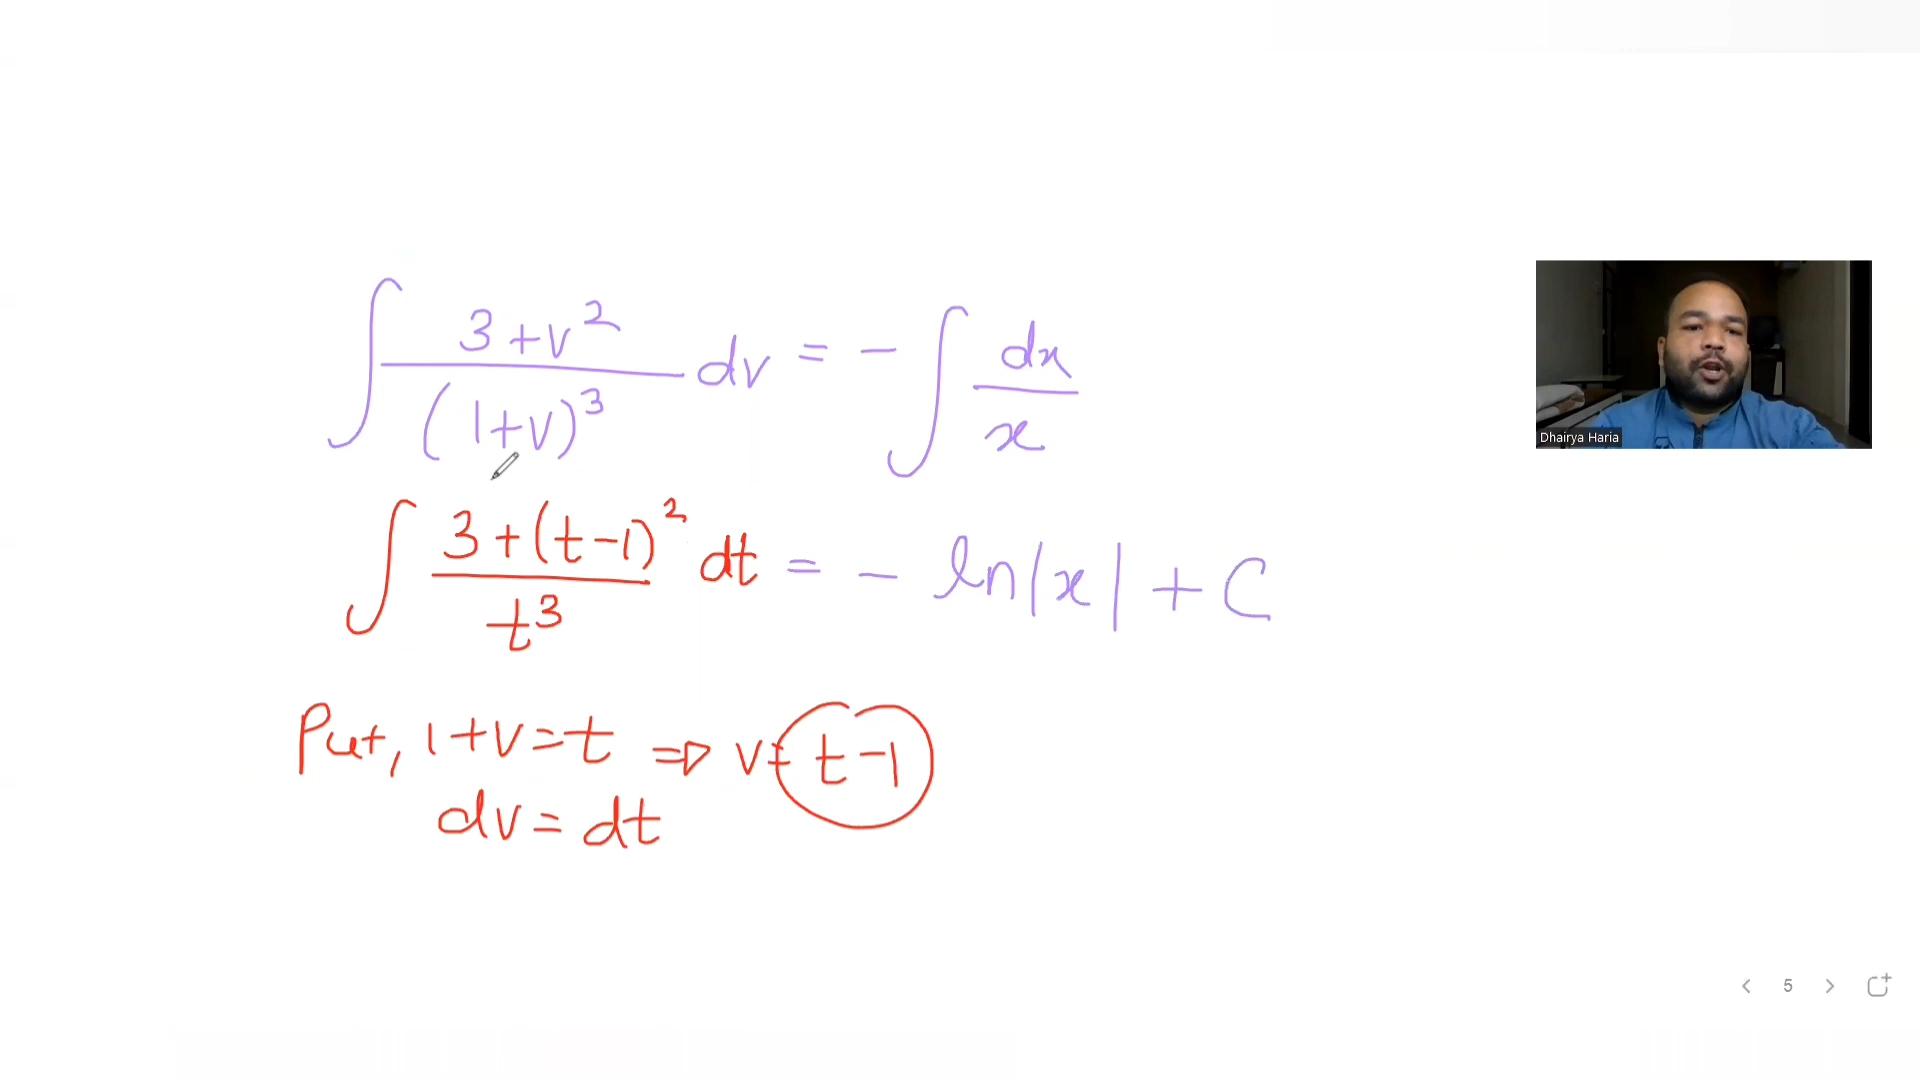 ∫ 3+v² / (1+v)³ dv = - ∫ dx / x
Dhairya Haria
∫ 3+(t-1)² / t³ dt = - ln|x| + C
Put, 1+v=t ⇒ v= t-1
dv = dt
5